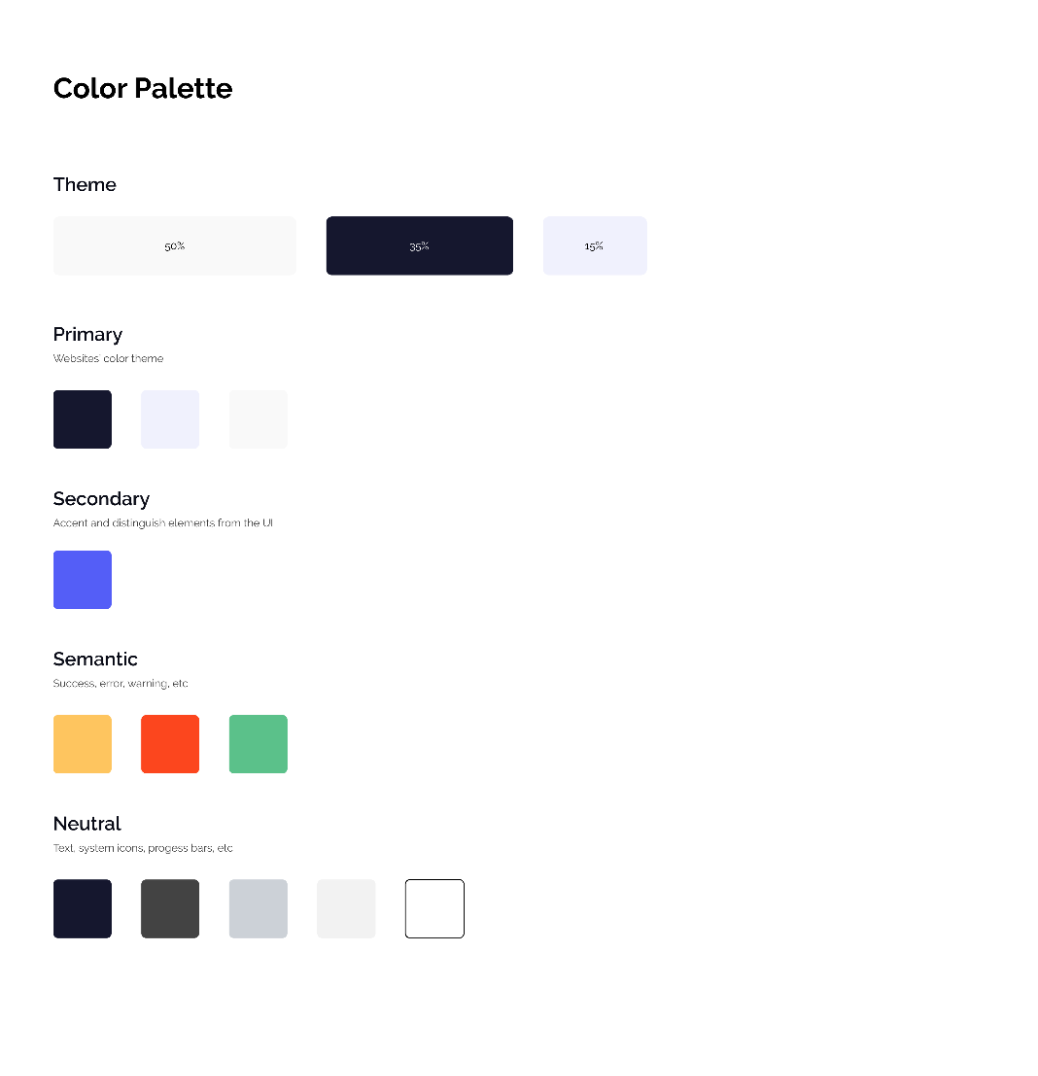 Color Palette
Theme
50%
35%
15%
Primary
Websites' color theme
Secondary
Accent and distinguish elements from the UI
Semantic
Success, error, warning, etc
Neutral
Text, system icons, progess bars, etc